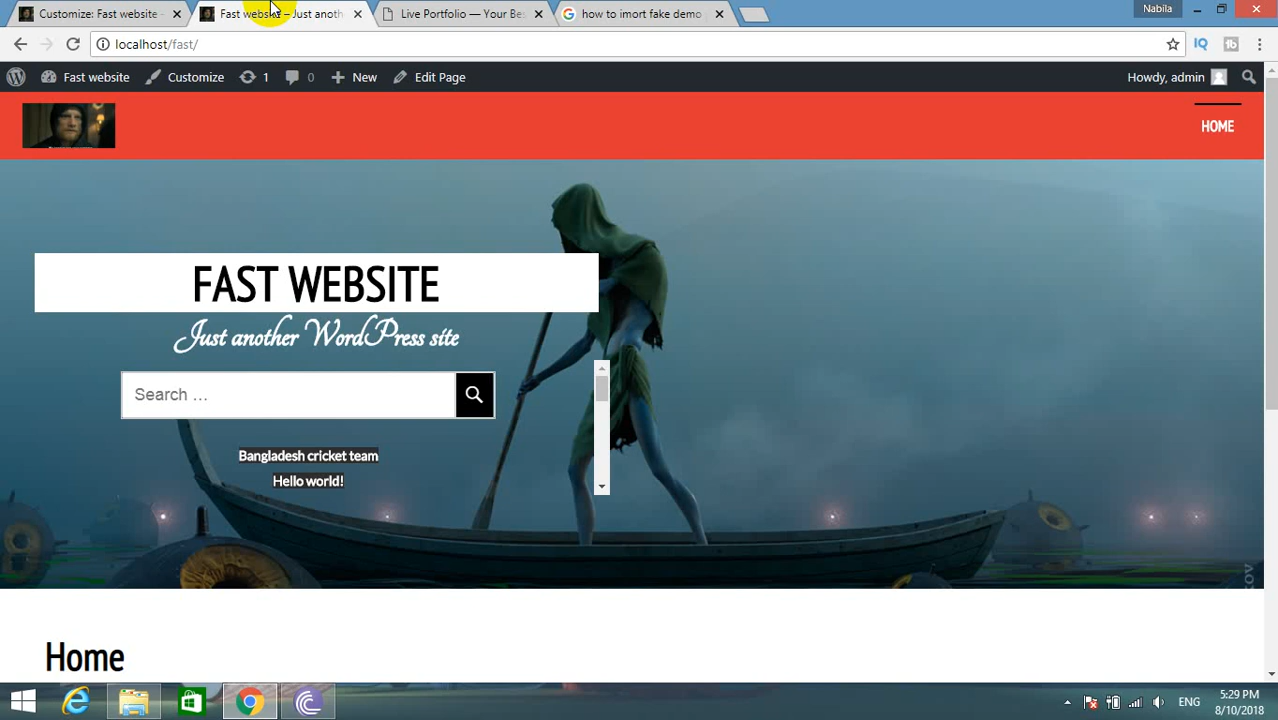 Customize: Fast website -
Fast website – Just anoth
Live Portfolio — Your Bes
how to imort fake demo
Nabila
localhost/fast/
IQ
Fast website
Customize
1
0
New
Edit Page
Howdy, admin
HOME
FAST WEBSITE
Just another WordPress site
Search …
Bangladesh cricket team
Hello world!
Home
ENG
5:29 PM
8/10/2018